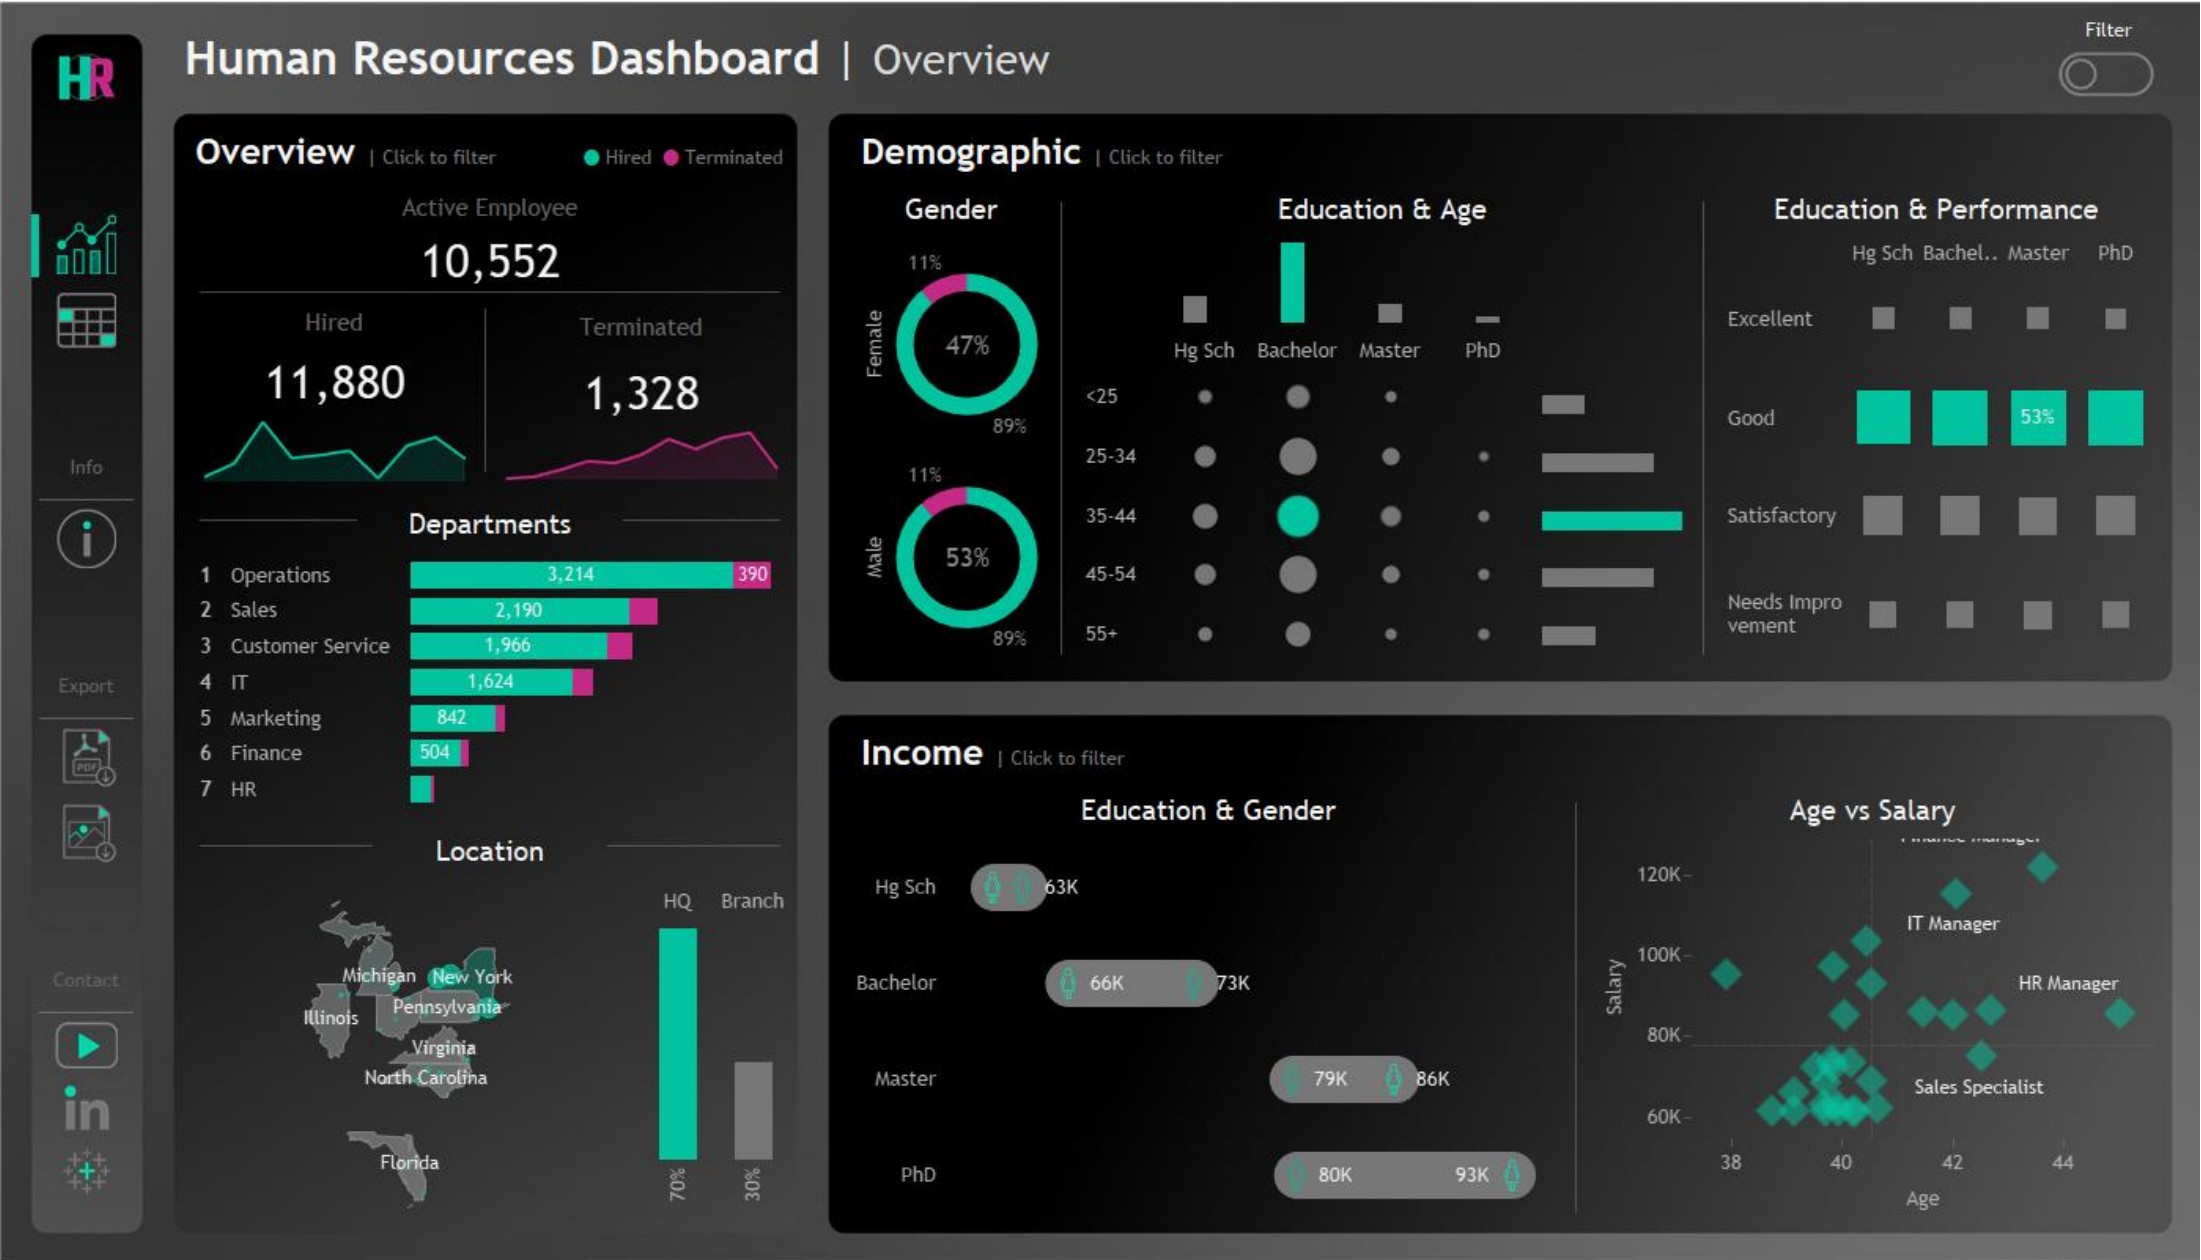 Filter
HR
Human Resources Dashboard | Overview
Overview | Click to filter
Hired Terminated
Active Employee
10,552
Hired
11,880
Terminated
1,328
Departments
1 Operations 3,214 390
2 Sales 2,190
3 Customer Service 1,966
4 IT 1,624
5 Marketing 842
6 Finance 504
7 HR
Location
Michigan
New York
Illinois
Pennsylvania
Virginia
North Carolina
Florida
HQ Branch
70% 30%
Info
Export
PDF
Contact
in
Demographic | Click to filter
Gender
11%
Female
47%
89%
11%
Male
53%
89%
Education & Age
Hg Sch Bachelor Master PhD
<25
25-34
35-44
45-54
55+
Education & Performance
Hg Sch Bachel.. Master PhD
Excellent
Good 53%
Satisfactory
Needs Impro
vement
Income | Click to filter
Education & Gender
Hg Sch 63K
Bachelor 66K 73K
Master 79K 86K
PhD 80K 93K
Age vs Salary
Finance Manager
120K
IT Manager
100K
HR Manager
Salary
80K
Sales Specialist
60K
38 40 42 44
Age